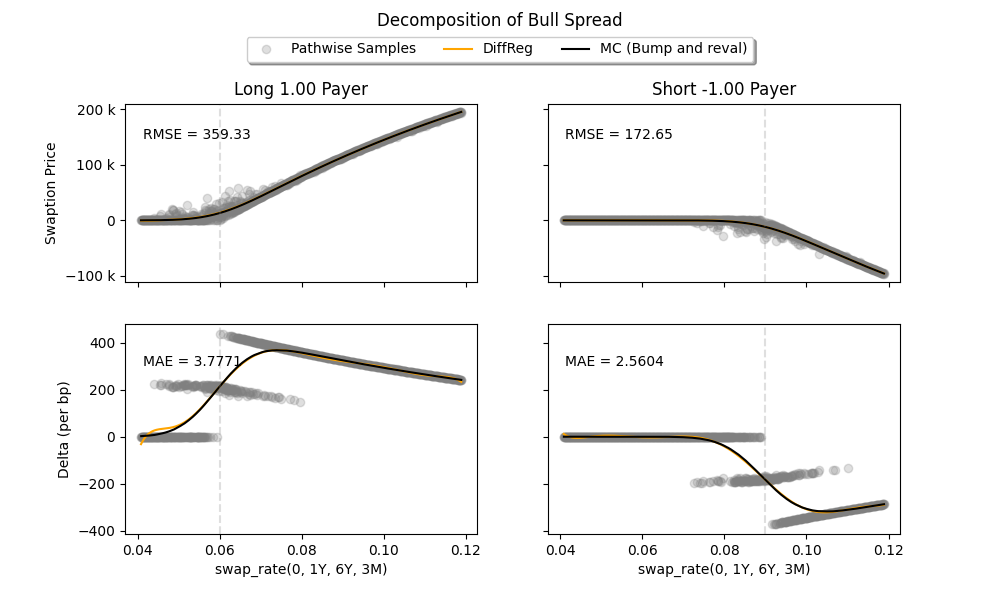 Decomposition of Bull Spread
Pathwise Samples DiffReg MC (Bump and reval)
Long 1.00 Payer
200 k
100 k
0
−100 k
Swaption Price
RMSE = 359.33
Short -1.00 Payer
RMSE = 172.65
400
200
0
−200
−400
Delta (per bp)
MAE = 3.7771
0.04 0.06 0.08 0.10 0.12
swap_rate(0, 1Y, 6Y, 3M)
MAE = 2.5604
0.04 0.06 0.08 0.10 0.12
swap_rate(0, 1Y, 6Y, 3M)